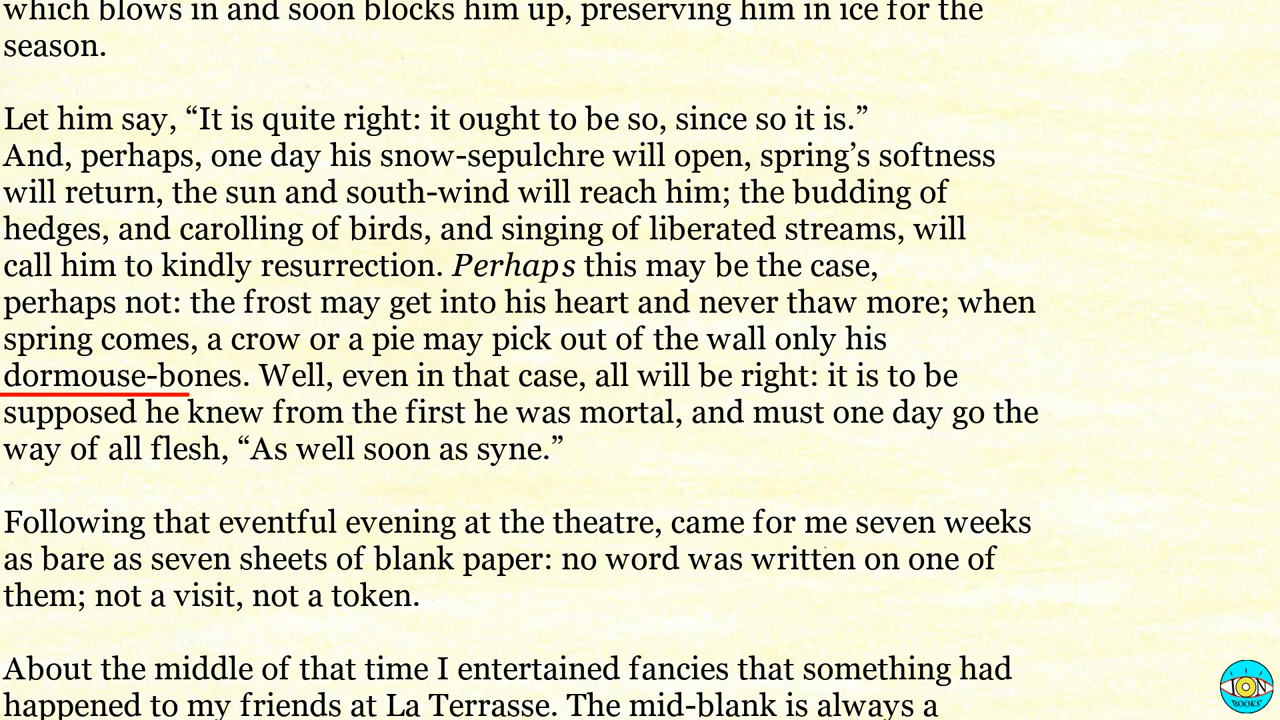 which blows in and soon blocks him up, preserving him in ice for the
season.
Let him say, “It is quite right: it ought to be so, since so it is.”
And, perhaps, one day his snow-sepulchre will open, spring’s softness
will return, the sun and south-wind will reach him; the budding of
hedges, and carolling of birds, and singing of liberated streams, will
call him to kindly resurrection. Perhaps this may be the case,
perhaps not: the frost may get into his heart and never thaw more; when
spring comes, a crow or a pie may pick out of the wall only his
dormouse-bones. Well, even in that case, all will be right: it is to be
supposed he knew from the first he was mortal, and must one day go the
way of all flesh, “As well soon as syne.”
Following that eventful evening at the theatre, came for me seven weeks
as bare as seven sheets of blank paper: no word was written on one of
them; not a visit, not a token.
About the middle of that time I entertained fancies that something had
happened to my friends at La Terrasse. The mid-blank is always a
ION
BOOKS